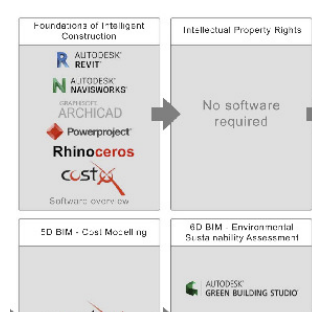 Foundations of Intelligent
Construction
AUTODESK®
REVIT®
AUTODESK®
NAVISWORKS®
GRAPHISOFT
ARCHICAD
Powerproject®
Rhinoceros
costX
Software overview
Intellectual Property Rights
No software
required
5D BIM - Cost Modelling
6D BIM - Environmental
Sustainability Assessment
AUTODESK®
GREEN BUILDING STUDIO®